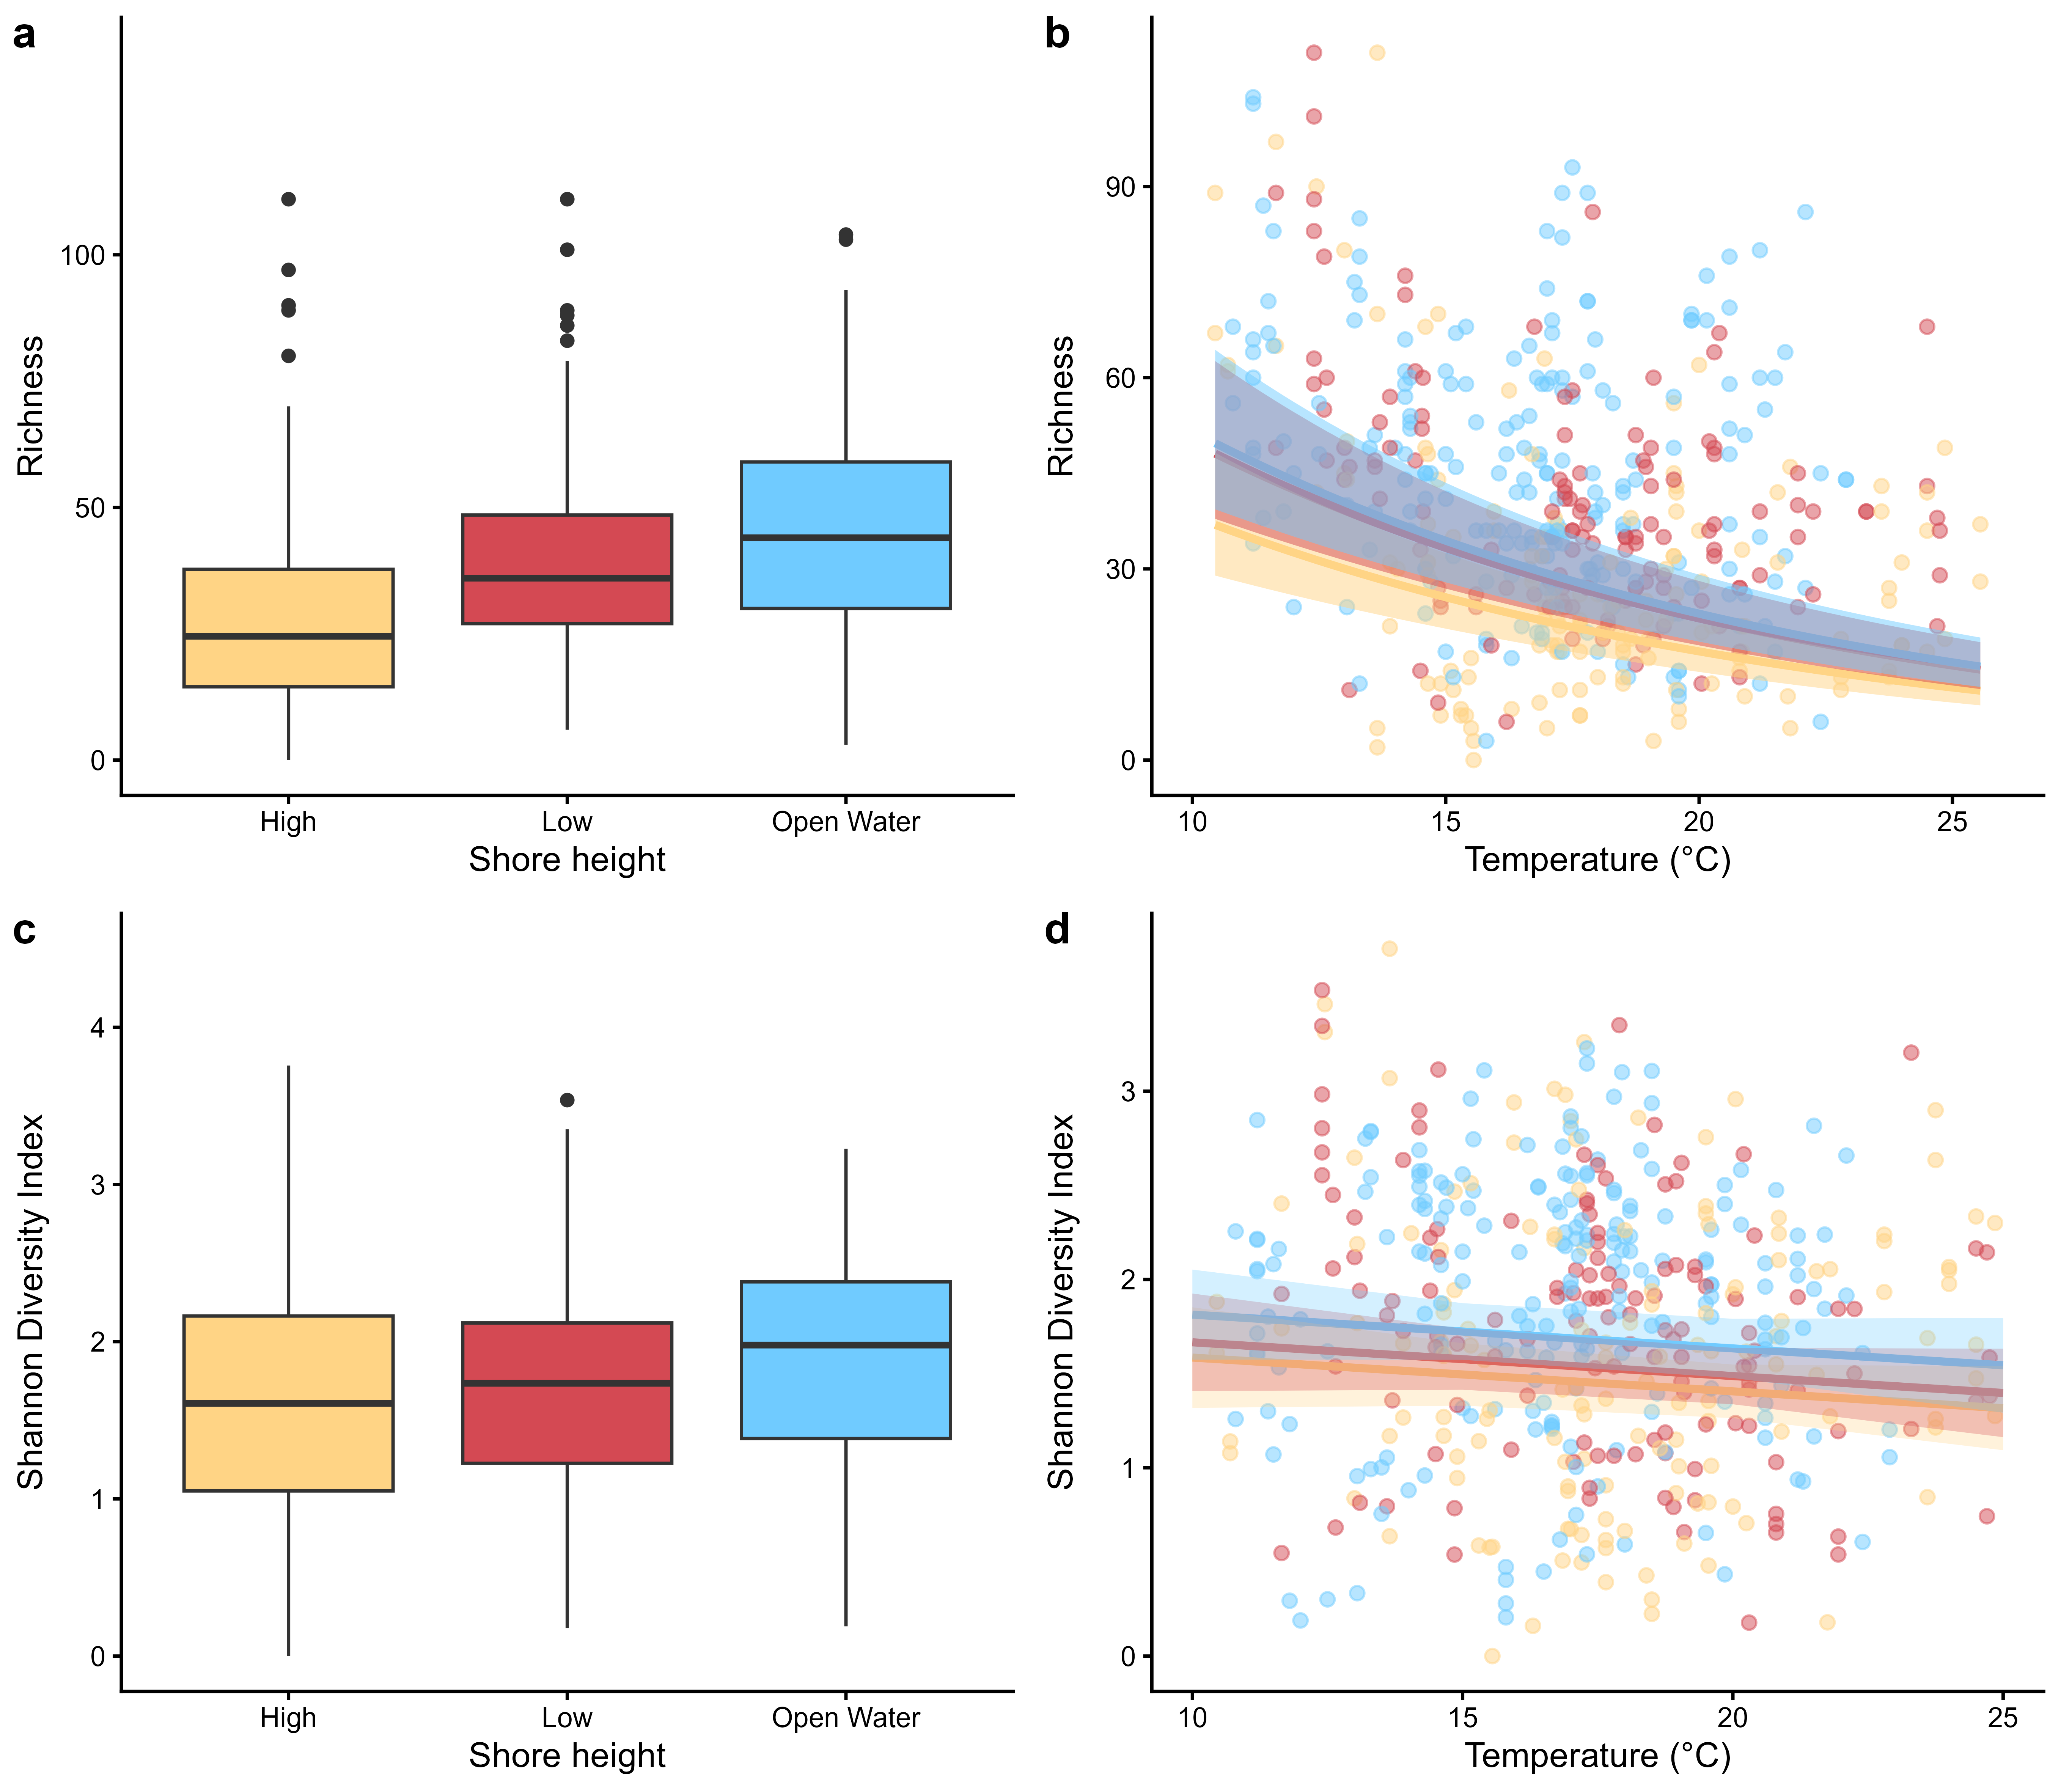 a
Richness
100
50
0
High Low Open Water
Shore height
b
Richness
90
60
30
0
10 15 20 25
Temperature (°C)
c
Shannon Diversity Index
4
3
2
1
0
High Low Open Water
Shore height
d
Shannon Diversity Index
3
2
1
0
10 15 20 25
Temperature (°C)